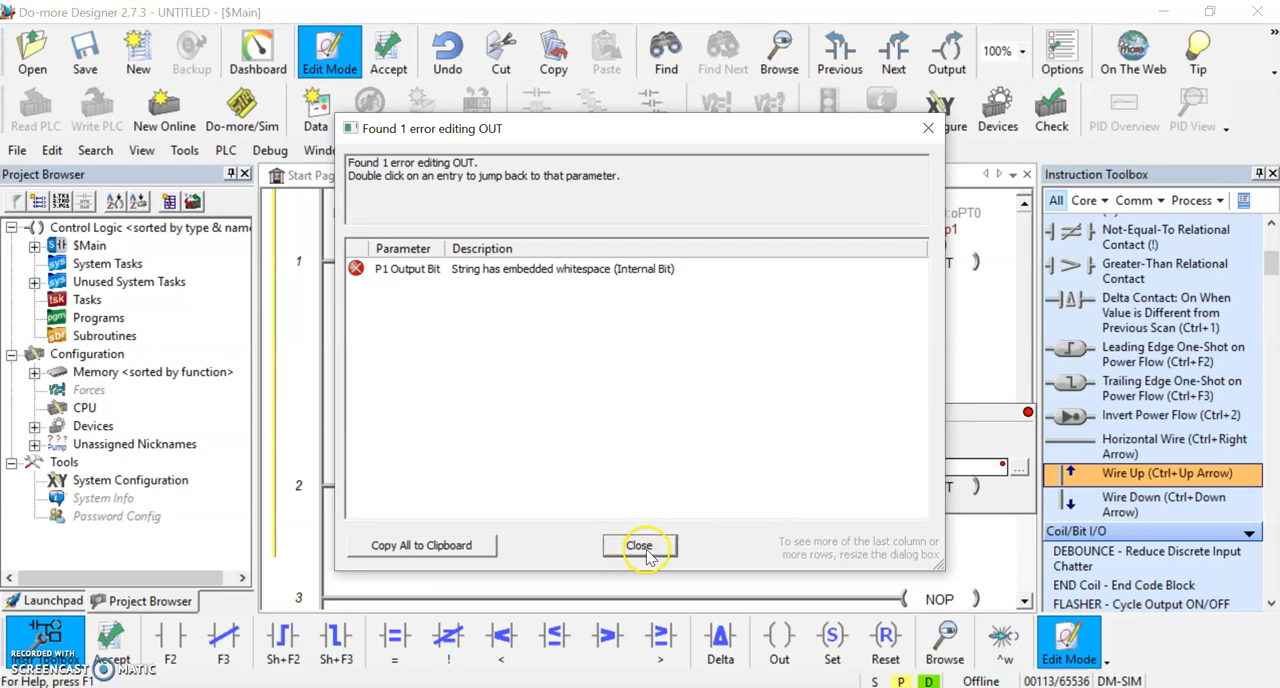 Do-more Designer 2.7.3 - UNTITLED - [$Main]
Open Save New Backup Dashboard Edit Mode Accept Undo Cut Copy Paste Find Find Next Browse Previous Next Output 100% Options On The Web Tip
Read PLC Write PLC New Online Do-more/Sim Data gure Devices Check PID Overview PID View
File Edit Search View Tools PLC Debug Wind
Found 1 error editing OUT
Found 1 error editing OUT.
Double click on an entry to jump back to that parameter.
Parameter Description
P1 Output Bit String has embedded whitespace (Internal Bit)
Copy All to Clipboard
Close
To see more of the last column or
more rows, resize the dialog box
Project Browser
Control Logic <sorted by type & name
$Main
System Tasks
Unused System Tasks
Tasks
Programs
Subroutines
Configuration
Memory <sorted by function>
Forces
CPU
Devices
Unassigned Nicknames
Tools
System Configuration
System Info
Password Config
Launchpad Project Browser
Start Pag
:oPT0
p1
1
T
2
T
3
NOP
Instruction Toolbox
All Core Comm Process
Not-Equal-To Relational
Contact (!)
Greater-Than Relational
Contact
Delta Contact: On When
Value is Different from
Previous Scan (Ctrl+1)
Leading Edge One-Shot on
Power Flow (Ctrl+F2)
Trailing Edge One-Shot on
Power Flow (Ctrl+F3)
Invert Power Flow (Ctrl+2)
Horizontal Wire (Ctrl+Right
Arrow)
Wire Up (Ctrl+Up Arrow)
Wire Down (Ctrl+Down
Arrow)
Coil/Bit I/O
DEBOUNCE - Reduce Discrete Input
Chatter
END Coil - End Code Block
FLASHER - Cycle Output ON/OFF
F2 F3 Sh+F2 Sh+F3 = ! < > Delta Out Set Reset Browse ^w Edit Mode
RECORDED WITH
SCREENCAST MATIC
For Help, press F1
S P D Offline 00113/65536 DM-SIM